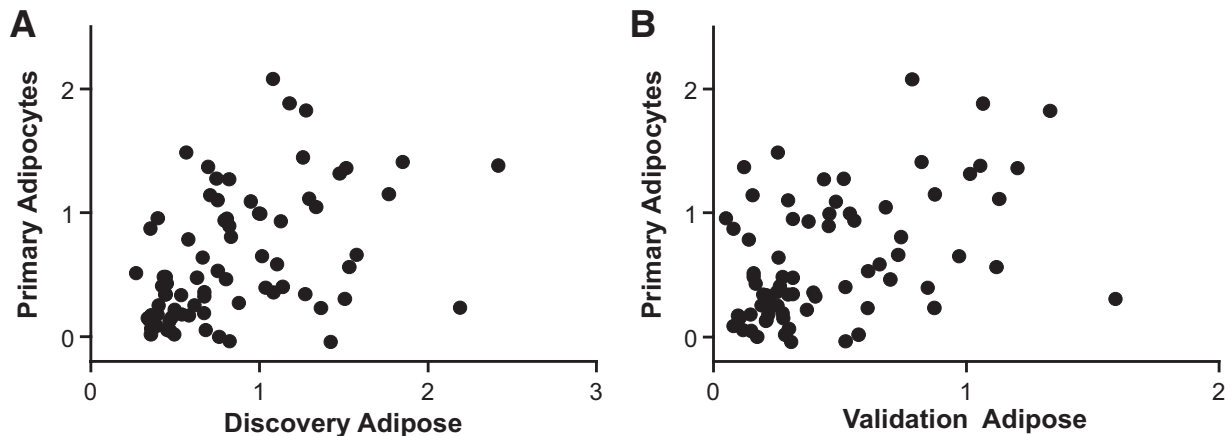 A
Primary Adipocytes
2
1
0
0 1 2 3
Discovery Adipose
B
Primary Adipocytes
2
1
0
0 1 2
Validation Adipose